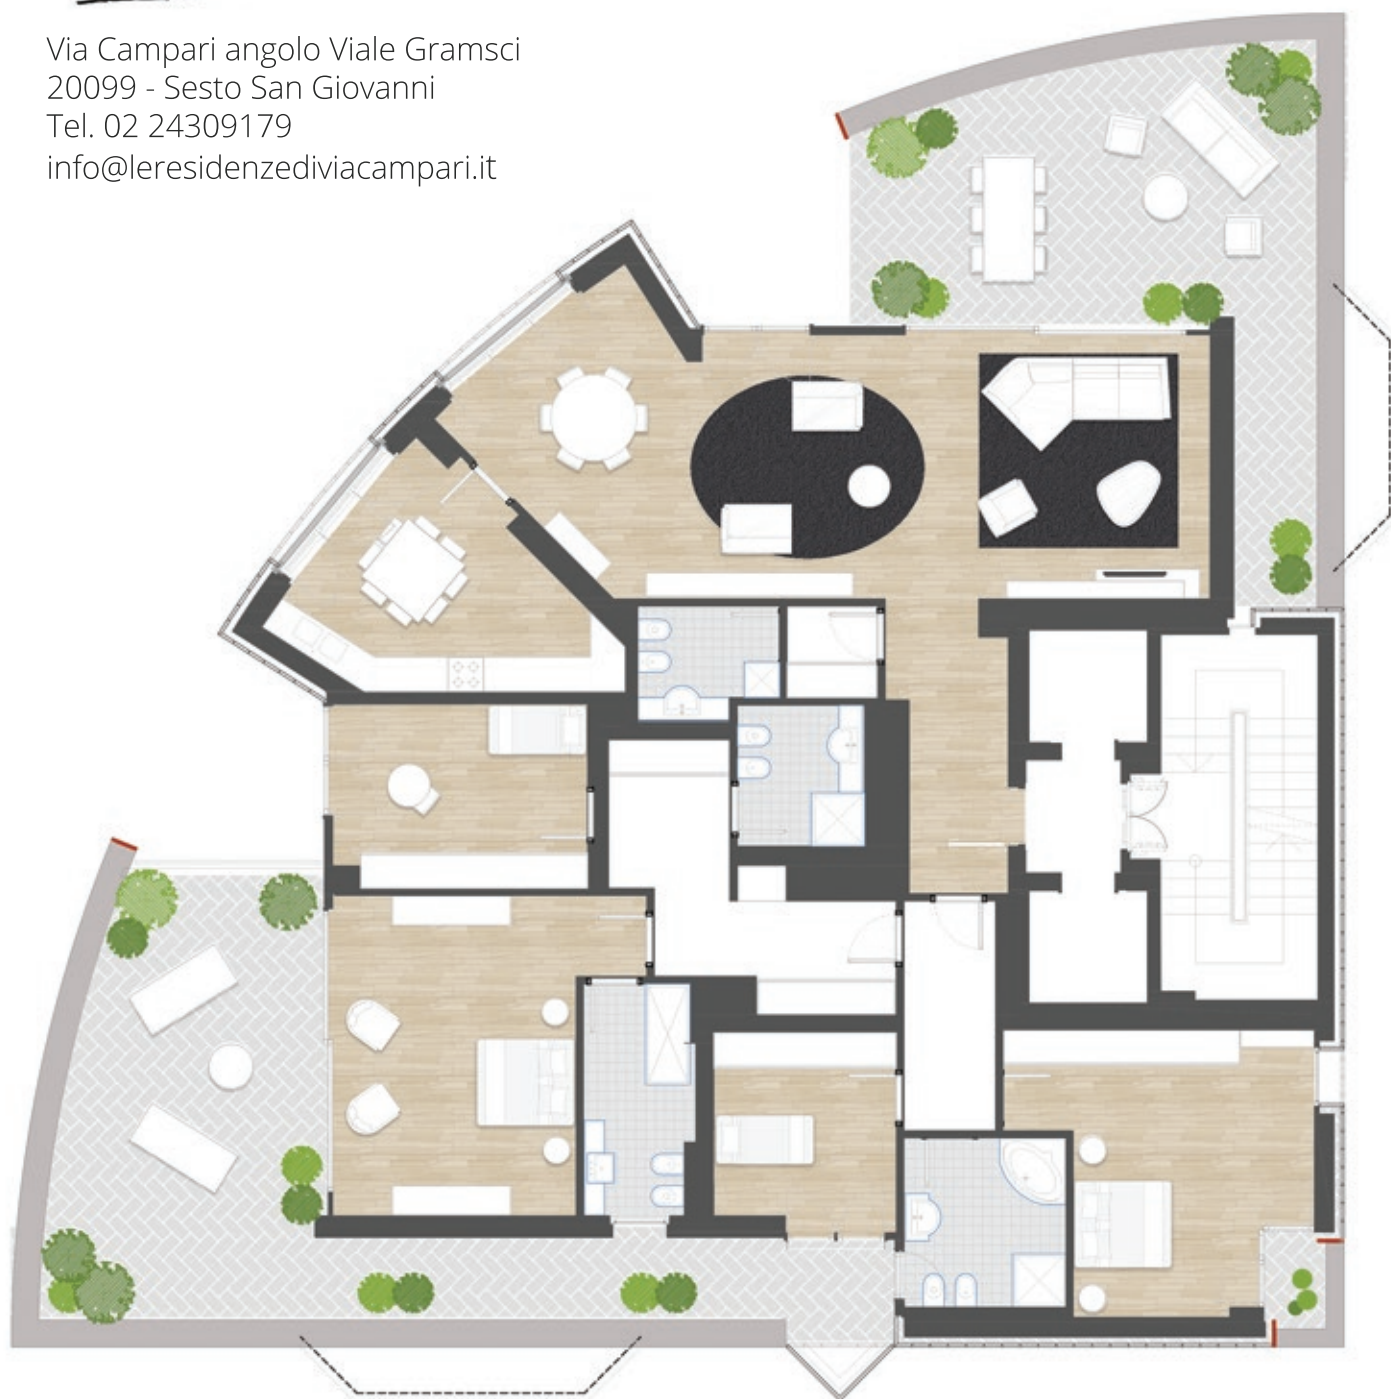 Via Campari angolo Viale Gramsci
20099 - Sesto San Giovanni
Tel. 02 24309179
info@leresidenzediviacampari.it